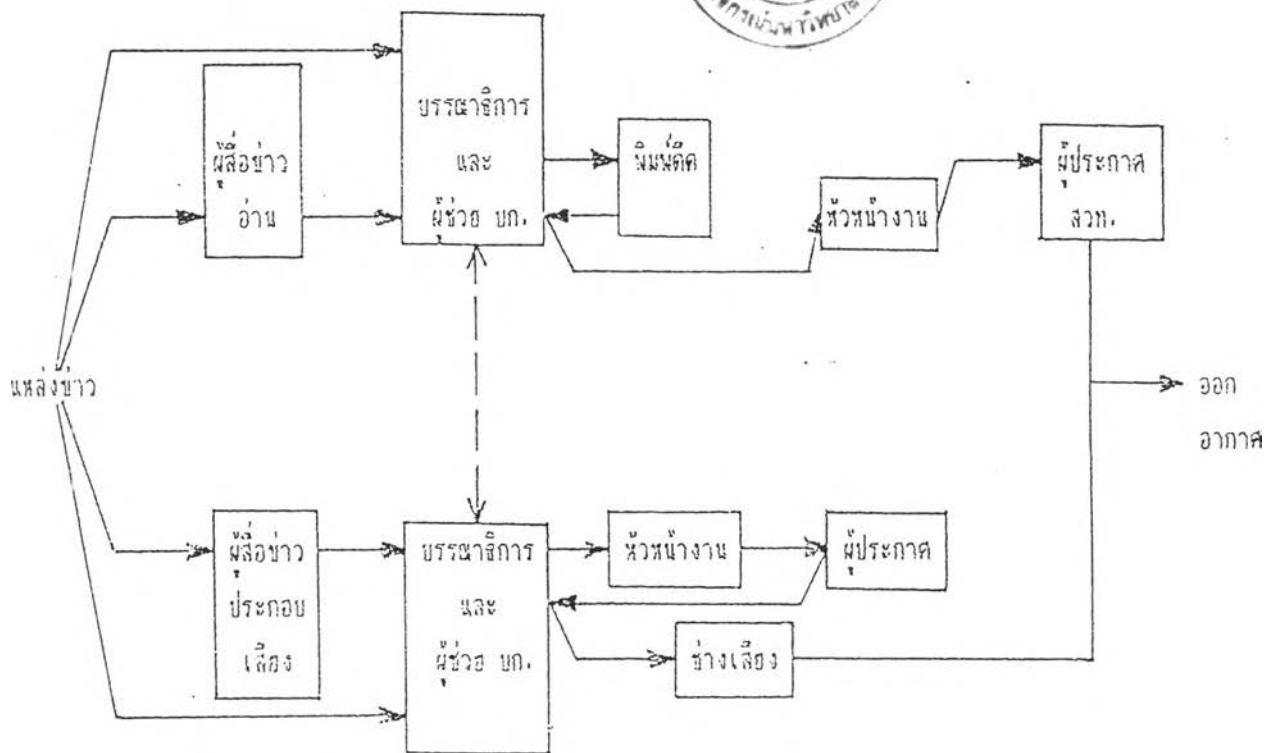 บรรณาธิการ
และ
ผู้ช่วย บก.
ผู้สื่อข่าว
อ่าน
พิมพ์ดีด
หัวหน้างาน
ผู้ประกาศ
สวท.
แหล่งข่าว
ออก
อากาศ
ผู้สื่อข่าว
ประกอบ
เสียง
บรรณาธิการ
และ
ผู้ช่วย บก.
หัวหน้างาน
ผู้ประกาศ
ช่างเสียง